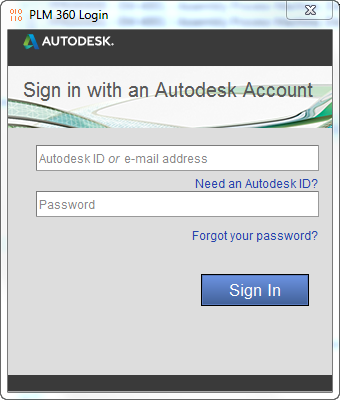 PLM 360 Login
AUTODESK.
Sign in with an Autodesk Account
Autodesk ID or e-mail address
Need an Autodesk ID?
Password
Forgot your password?
Sign In